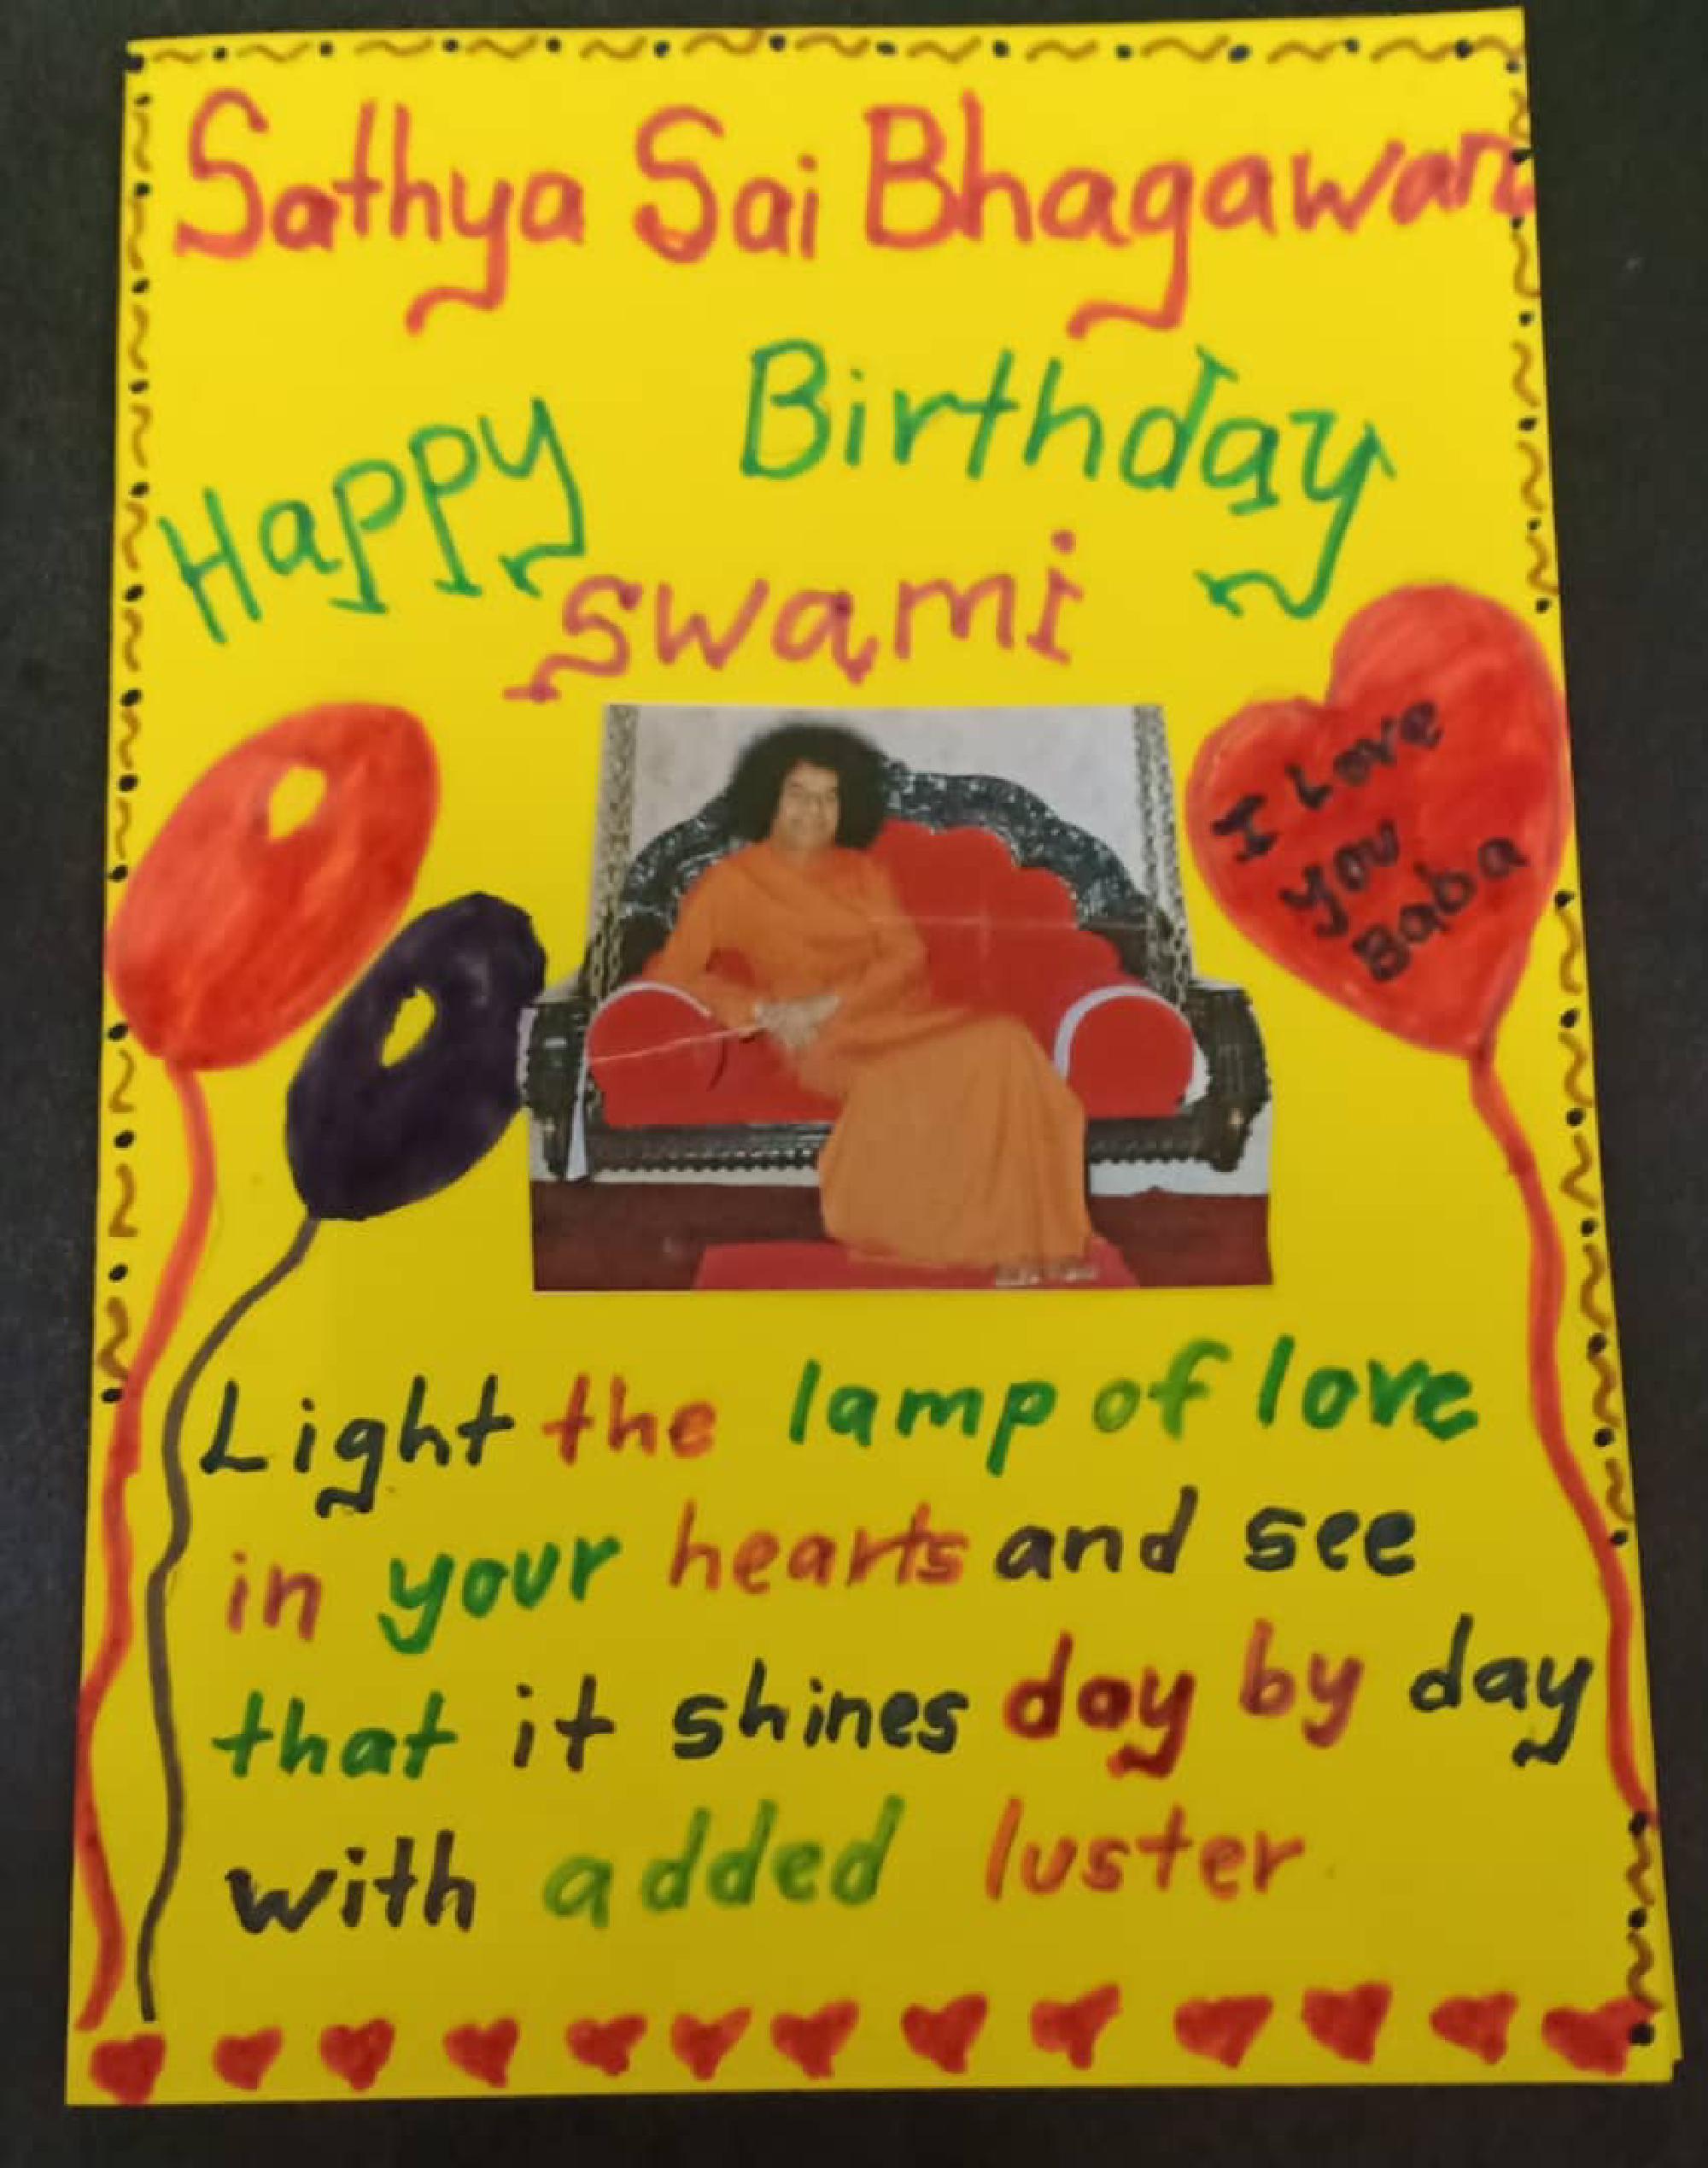 Sathya Sai Bhagawan
Happy Birthday
swami
I Love
you
Baba
Light the lamp of love
in your hearts and see
that it shines day by day
with added luster